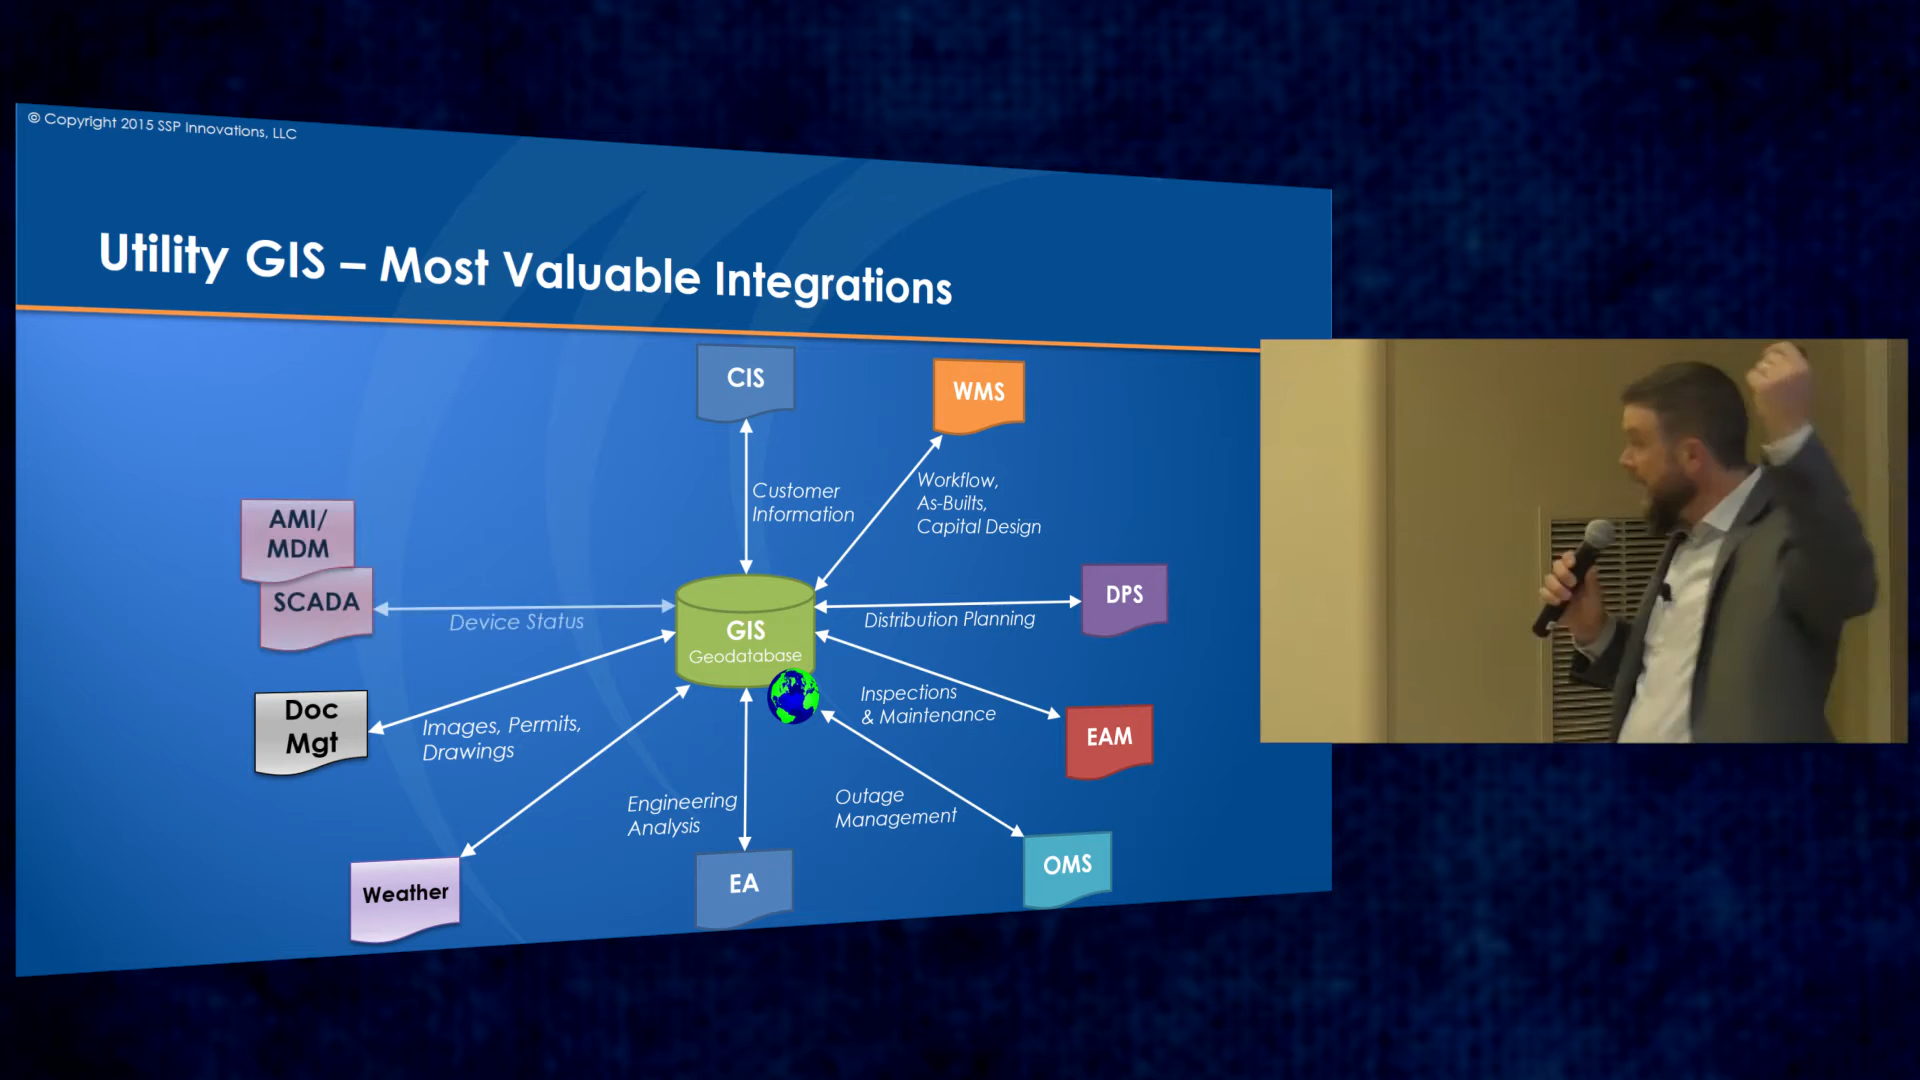 © Copyright 2015 SSP Innovations, LLC
Utility GIS – Most Valuable Integrations
CIS
WMS
Customer
Information
Workflow,
As-Builts,
Capital Design
AMI/
MDM
SCADA
Device Status
GIS
Geodatabase
Distribution Planning
DPS
Doc
Mgt
Images, Permits,
Drawings
Inspections
& Maintenance
EAM
Engineering
Analysis
Outage
Management
Weather
EA
OMS